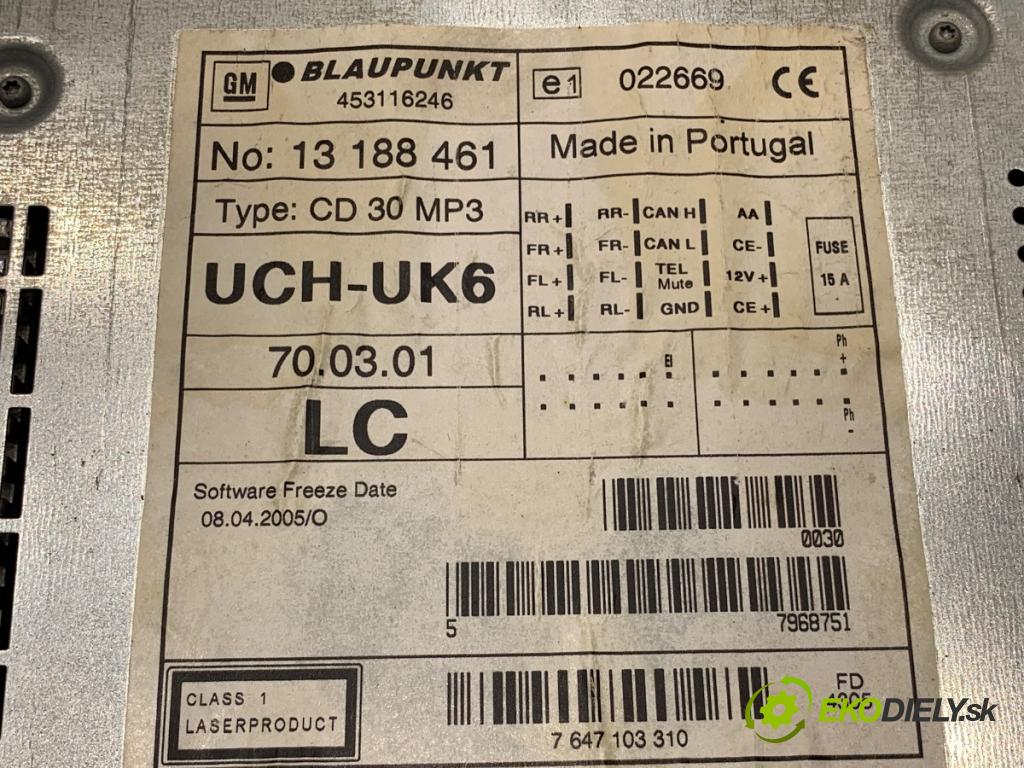 GM BLAUPUNKT
453116246
e1 022669 CE
No: 13 188 461
Made in Portugal
Type: CD 30 MP3
UCH-UK6
RR+ RR- CAN H AA
FR+ FR- CAN L CE-
FL+ FL- TEL Mute 12V+
RL+ RL- GND CE+
FUSE
15 A
70.03.01
LC
Ph
+
Ph
-
Software Freeze Date
08.04.2005/O
0030
5 7968751
CLASS 1
LASERPRODUCT
7 647 103 310
FD
EKODIELY.sk